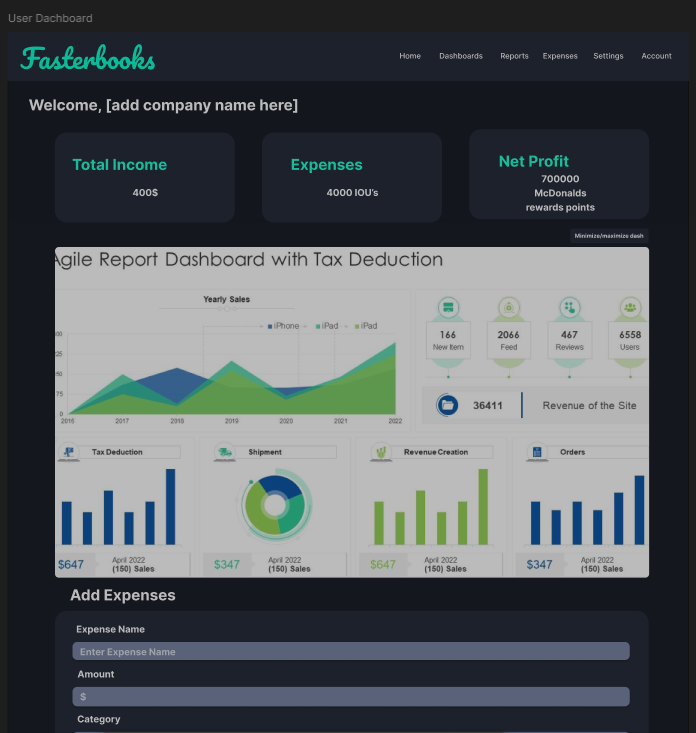 User Dachboard
Fasterbooks
Home Dashboards Reports Expenses Settings Account
Welcome, [add company name here]
Total Income
400$
Expenses
4000 IOU's
Net Profit
700000
McDonalds
rewards points
Minimize/maximize dash
Agile Report Dashboard with Tax Deduction
Yearly Sales
iPhone iPad iPad
00
25
50
75
0
2016 2017 2018 2019 2020 2021 2022
166
New Item
2066
Feed
467
Reviews
6558
Users
36411 Revenue of the Site
Tax Deduction
$647
April 2022
(150) Sales
Shipment
$347
April 2022
(150) Sales
Revenue Creation
$647
April 2022
(150) Sales
Orders
$347
April 2022
(150) Sales
Add Expenses
Expense Name
Enter Expense Name
Amount
$
Category